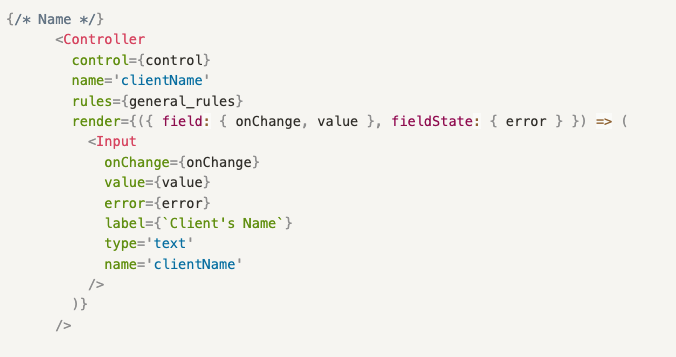 {/* Name */}
<Controller
control={control}
name='clientName'
rules={general_rules}
render={({ field: { onChange, value }, fieldState: { error } }) => (
<Input
onChange={onChange}
value={value}
error={error}
label={`Client's Name`}
type='text'
name='clientName'
/>
)}
/>